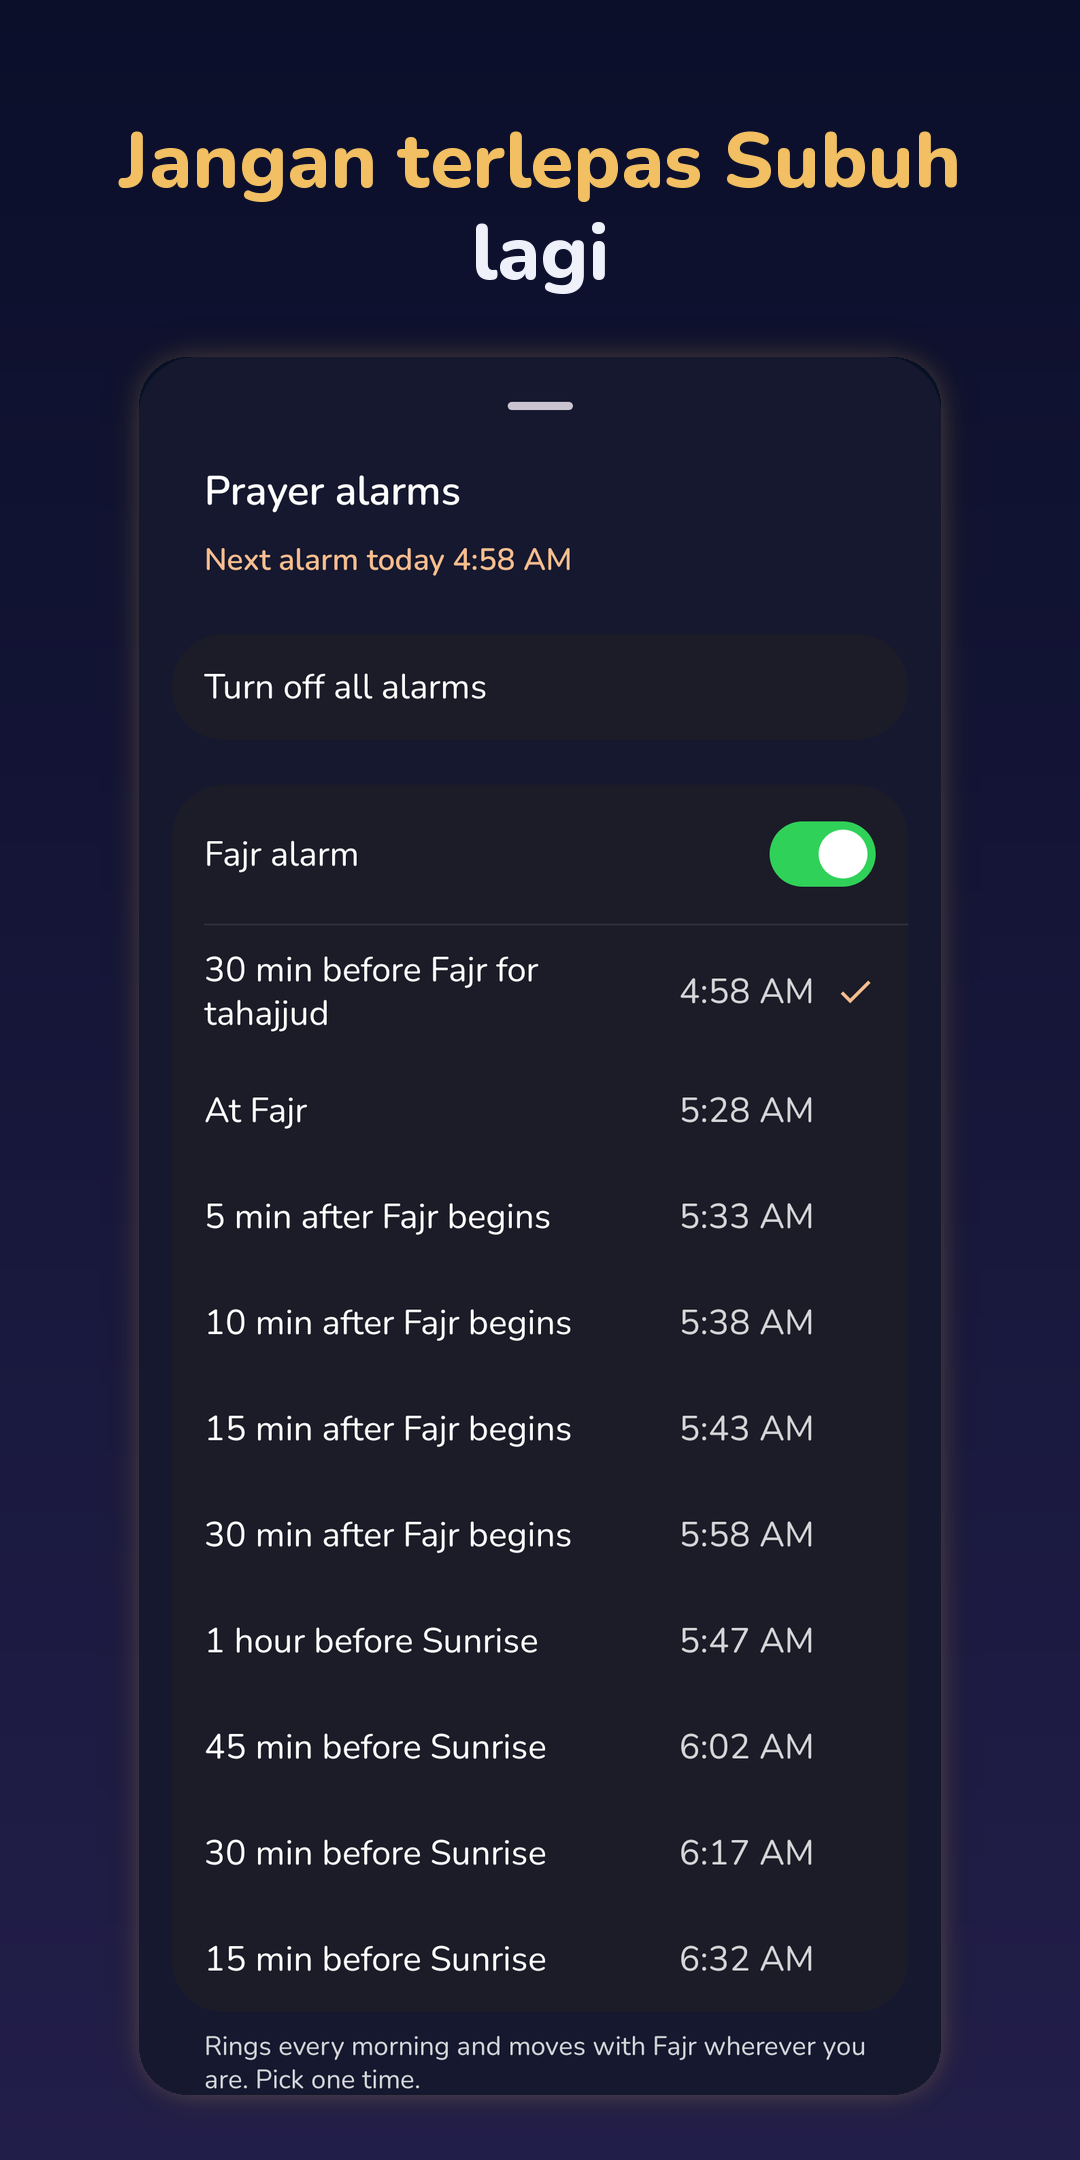 Jangan terlepas Subuh
lagi
Prayer alarms
Next alarm today 4:58 AM
Turn off all alarms
Fajr alarm
30 min before Fajr for
tahajjud
4:58 AM
At Fajr
5:28 AM
5 min after Fajr begins
5:33 AM
10 min after Fajr begins
5:38 AM
15 min after Fajr begins
5:43 AM
30 min after Fajr begins
5:58 AM
1 hour before Sunrise
5:47 AM
45 min before Sunrise
6:02 AM
30 min before Sunrise
6:17 AM
15 min before Sunrise
6:32 AM
Rings every morning and moves with Fajr wherever you
are. Pick one time.